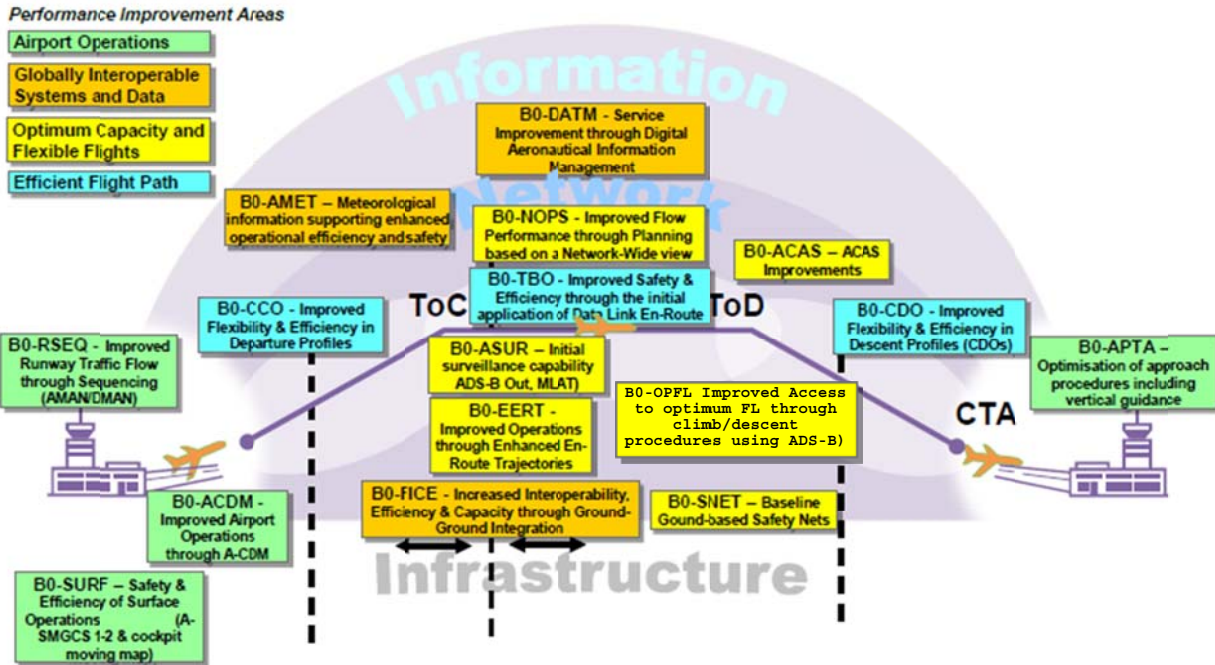 Performance Improvement Areas
Airport Operations
Globally Interoperable
Systems and Data
Optimum Capacity and
Flexible Flights
Efficient Flight Path
Information
Network
B0-DATM - Service
Improvement through Digital
Aeronautical Information
Management
B0-AMET – Meteorological
information supporting enhanced
operational efficiency and safety
B0-NOPS - Improved Flow
Performance through Planning
based on a Network-Wide view
B0-ACAS – ACAS
Improvements
B0-TBO - Improved Safety &
Efficiency through the initial
application of Data Link En-Route
ToC
ToD
B0-CCO - Improved
Flexibility & Efficiency in
Departure Profiles
B0-CDO - Improved
Flexibility & Efficiency in
Descent Profiles (CDOs)
B0-RSEQ - Improved
Runway Traffic Flow
through Sequencing
(AMAN/DMAN)
B0-ASUR – Initial
surveillance capability
ADS-B Out, MLAT)
B0-APTA –
Optimisation of approach
procedures including
vertical guidance
B0-OPFL Improved Access
to optimum FL through
climb/descent
procedures using ADS-B)
B0-EERT -
Improved Operations
through Enhanced En-
Route Trajectories
CTA
B0-FICE - Increased Interoperability,
Efficiency & Capacity through Ground-
Ground Integration
B0-SNET – Baseline
Gound-based Safety Nets
B0-ACDM -
Improved Airport
Operations
through A-CDM
Infrastructure
B0-SURF – Safety &
Efficiency of Surface
Operations (A-
SMGCS 1-2 & cockpit
moving map)